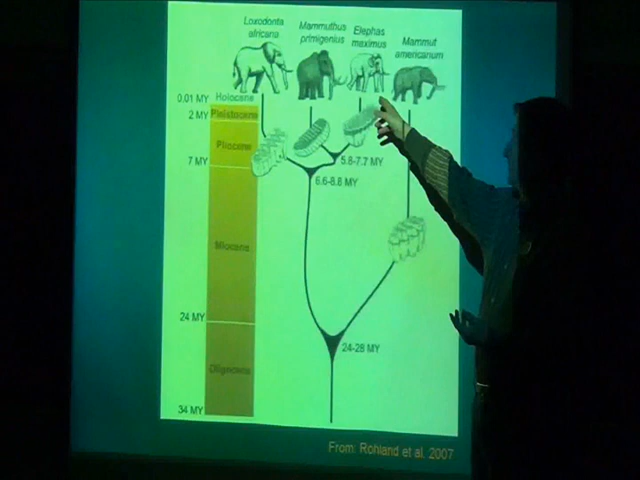 Loxodonta
africana
Mammuthus
primigenius
Elephas
maximus
Mammut
americanum
0.01 MY
Holocene
2 MY
Pleistocene
Pliocene
7 MY
5.8-7.7 MY
6.6-8.8 MY
Miocene
24 MY
24-28 MY
Oligocene
34 MY
From: Rohland et al. 2007